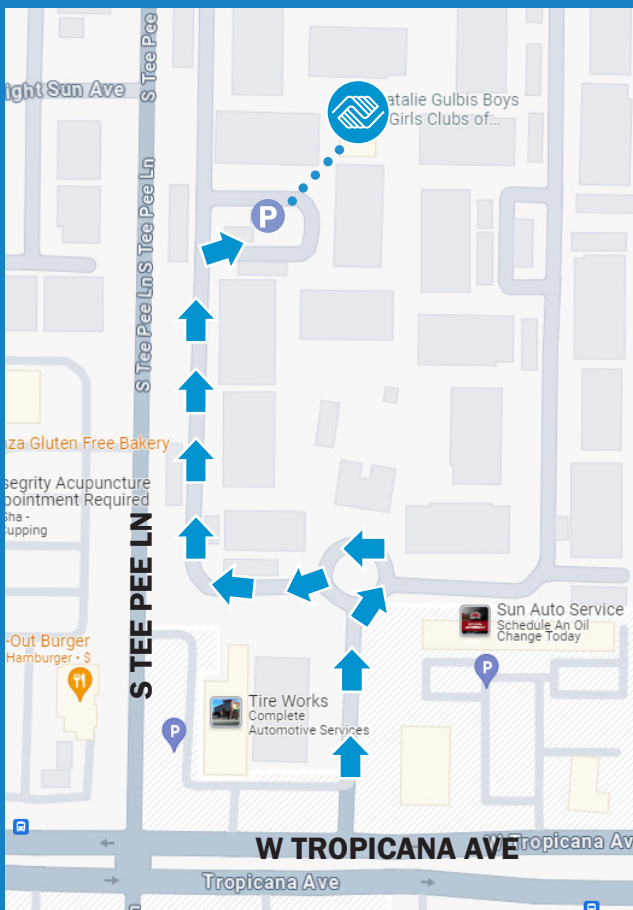 S Tee Pee
ight Sun Ave
S Tee Pee Ln
S Tee Pee Ln
atalie Gulbis Boys
Girls Clubs of...
P
za Gluten Free Bakery
segrity Acupuncture
pointment Required
Sha -
Cupping
S TEE PEE LN
-Out Burger
Hamburger • $
Sun Auto Service
Schedule An Oil
Change Today
P
Tire Works
Complete
Automotive Services
P
W TROPICANA AVE
W Tropicana Av
Tropicana Ave